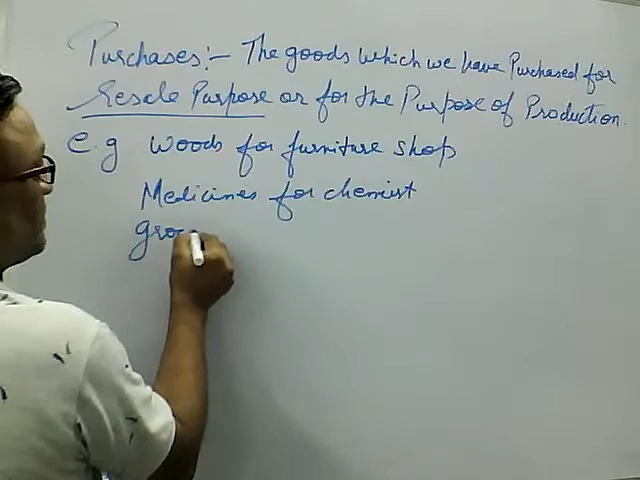 Purchases:- The goods which we have Purchased for
Resale Purpose or for the Purpose of Production.
e.g Woods for furniture shop
Medicines for chemist
gro